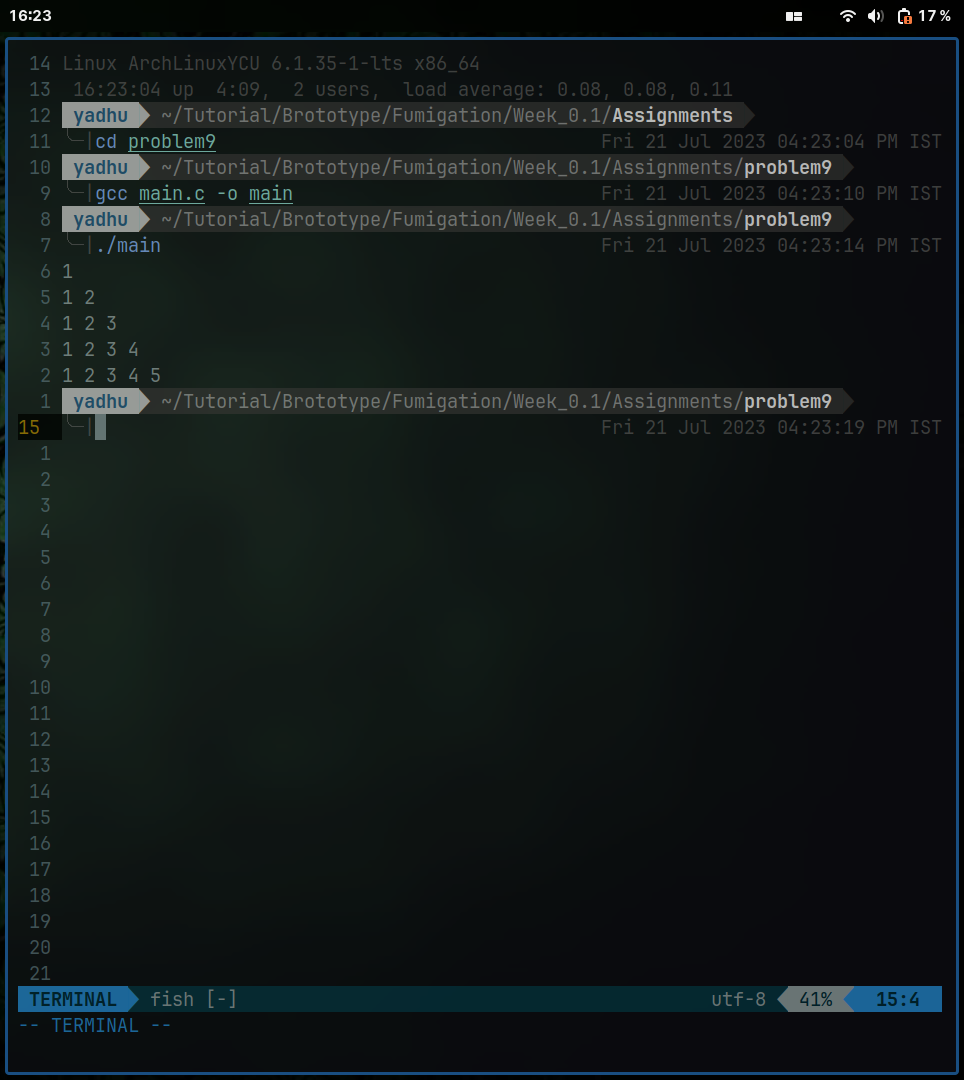 16:23 17 %
14 Linux ArchLinuxYCU 6.1.35-1-lts x86_64
13 16:23:04 up 4:09, 2 users, load average: 0.08, 0.08, 0.11
12 yadhu ~/Tutorial/Brototype/Fumigation/Week_0.1/Assignments
11 cd problem9 Fri 21 Jul 2023 04:23:04 PM IST
10 yadhu ~/Tutorial/Brototype/Fumigation/Week_0.1/Assignments/problem9
9 gcc main.c -o main Fri 21 Jul 2023 04:23:10 PM IST
8 yadhu ~/Tutorial/Brototype/Fumigation/Week_0.1/Assignments/problem9
7 ./main Fri 21 Jul 2023 04:23:14 PM IST
6 1
5 1 2
4 1 2 3
3 1 2 3 4
2 1 2 3 4 5
1 yadhu ~/Tutorial/Brototype/Fumigation/Week_0.1/Assignments/problem9
15 Fri 21 Jul 2023 04:23:19 PM IST
1
2
3
4
5
6
7
8
9
10
11
12
13
14
15
16
17
18
19
20
21
TERMINAL fish [-] utf-8 41% 15:4
-- TERMINAL --